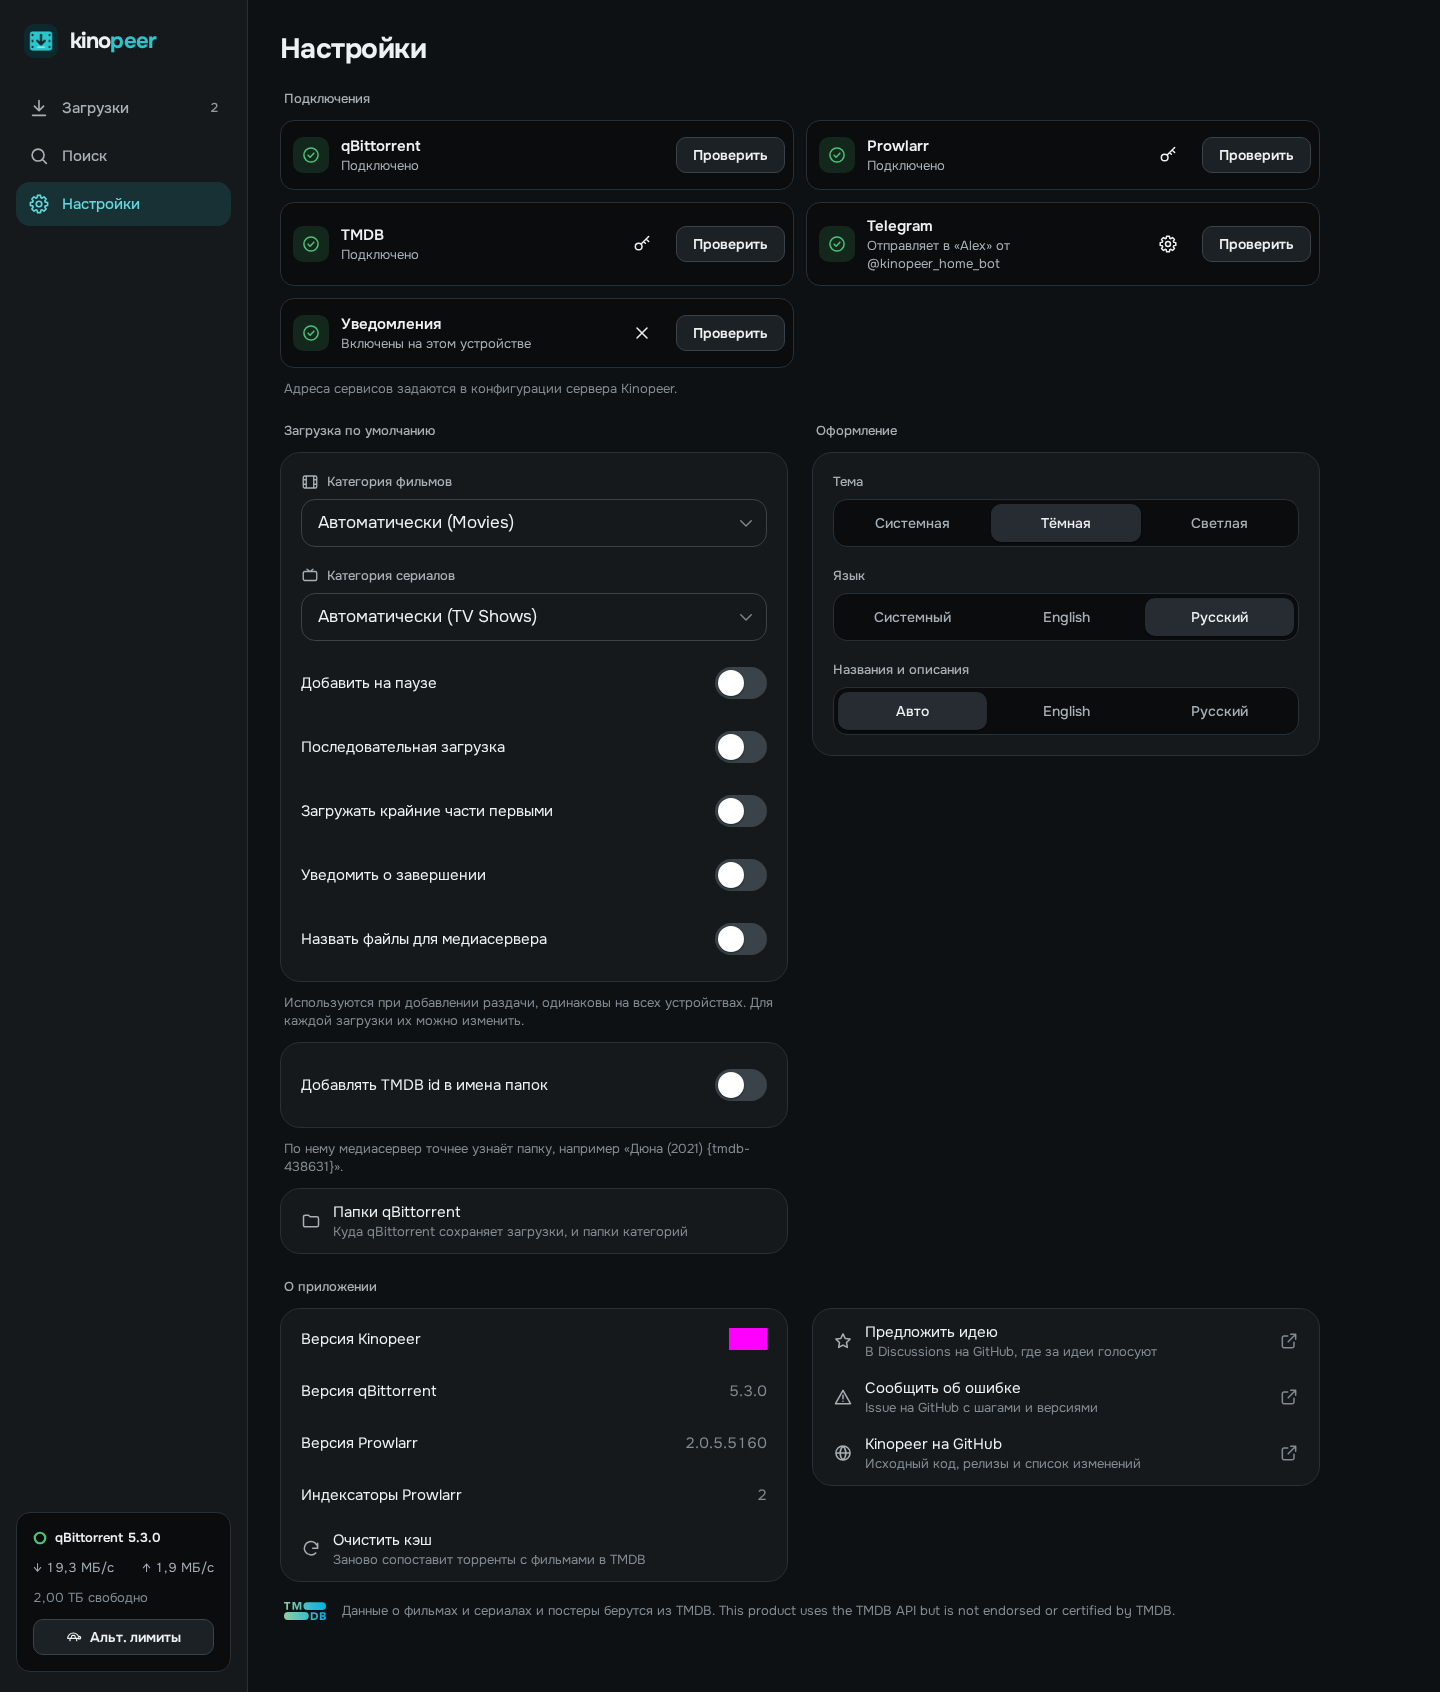 kinopeer
Загрузки 2
Поиск
Настройки
Настройки
Подключения
qBittorrent
Подключено
Проверить
Prowlarr
Подключено
Проверить
TMDB
Подключено
Проверить
Telegram
Отправляет в «Alex» от
@kinopeer_home_bot
Проверить
Уведомления
Включены на этом устройстве
Проверить
Адреса сервисов задаются в конфигурации сервера Kinopeer.
Загрузка по умолчанию
Категория фильмов
Автоматически (Movies)
Категория сериалов
Автоматически (TV Shows)
Добавить на паузе
Последовательная загрузка
Загружать крайние части первыми
Уведомить о завершении
Назвать файлы для медиасервера
Используются при добавлении раздачи, одинаковы на всех устройствах. Для
каждой загрузки их можно изменить.
Добавлять TMDB id в имена папок
По нему медиасервер точнее узнаёт папку, например «Дюна (2021) {tmdb-
438631}».
Папки qBittorrent
Куда qBittorrent сохраняет загрузки, и папки категорий
Оформление
Тема
Системная Тёмная Светлая
Язык
Системный English Русский
Названия и описания
Авто English Русский
О приложении
Версия Kinopeer
Версия qBittorrent 5.3.0
Версия Prowlarr 2.0.5.5160
Индексаторы Prowlarr 2
Очистить кэш
Заново сопоставит торренты с фильмами в TMDB
Предложить идею
В Discussions на GitHub, где за идеи голосуют
Сообщить об ошибке
Issue на GitHub с шагами и версиями
Kinopeer на GitHub
Исходный код, релизы и список изменений
TMDB
Данные о фильмах и сериалах и постеры берутся из TMDB. This product uses the TMDB API but is not endorsed or certified by TMDB.
qBittorrent 5.3.0
↓ 19,3 МБ/с ↑ 1,9 МБ/с
2,00 ТБ свободно
Альт. лимиты